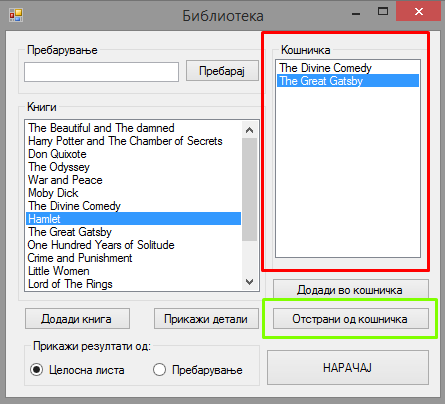 Библиотека
Пребарување
Пребарај
Кошничка
The Divine Comedy
The Great Gatsby
Книги
The Beautiful and The damned
Harry Potter and The Chamber of Secrets
Don Quixote
The Odyssey
War and Peace
Moby Dick
The Divine Comedy
Hamlet
The Great Gatsby
One Hundred Years of Solitude
Crime and Punishment
Little Women
Lord of The Rings
Додади во кошничка
Додади книга
Прикажи детали
Отстрани од кошничка
Прикажи резултати од:
Целосна листа
Пребарување
НАРАЧАЈ